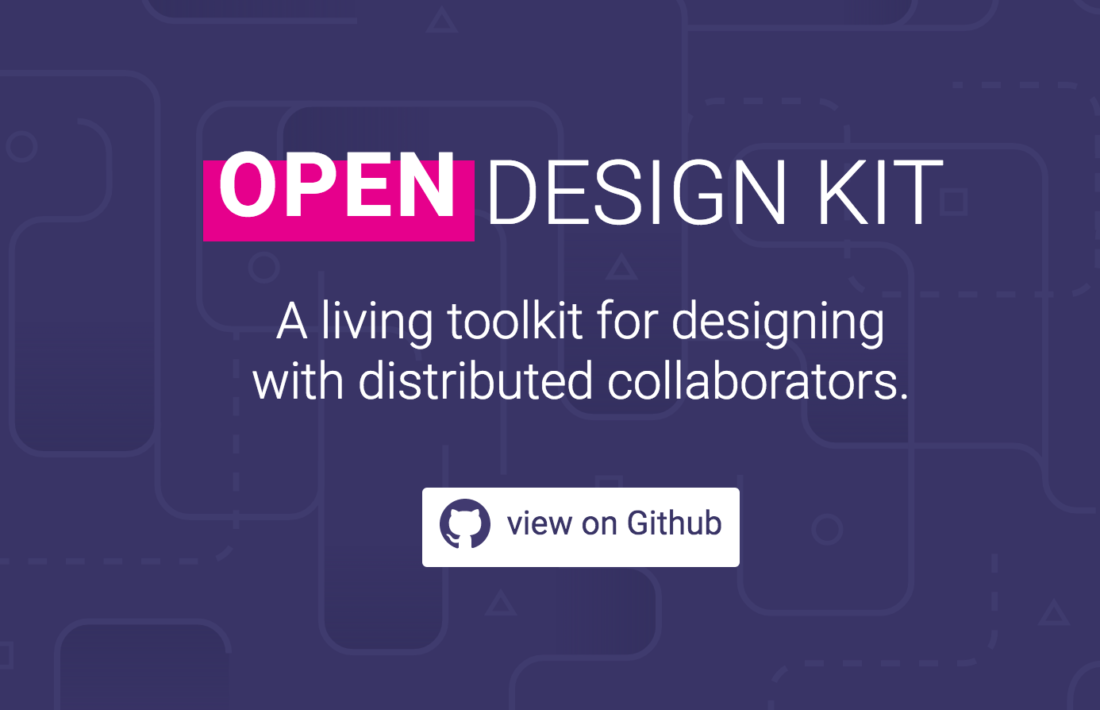 OPEN DESIGN KIT
A living toolkit for designing
with distributed collaborators.
view on Github